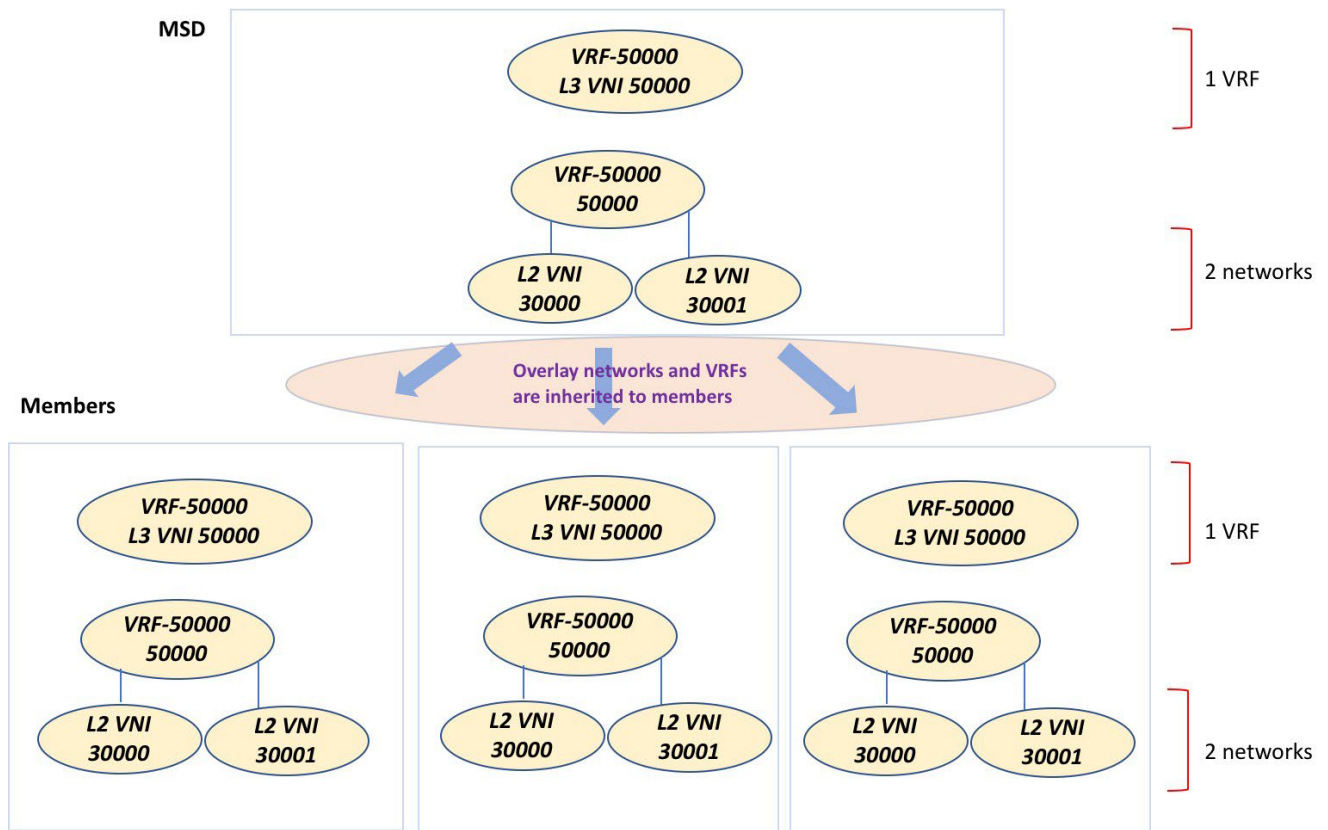 MSD
VRF-50000
L3 VNI 50000
1 VRF
VRF-50000
50000
L2 VNI
30000
L2 VNI
30001
2 networks
Overlay networks and VRFs
are inherited to members
Members
VRF-50000
L3 VNI 50000
VRF-50000
50000
L2 VNI
30000
L2 VNI
30001
VRF-50000
L3 VNI 50000
VRF-50000
50000
L2 VNI
30000
L2 VNI
30001
VRF-50000
L3 VNI 50000
VRF-50000
50000
L2 VNI
30000
L2 VNI
30001
1 VRF
2 networks